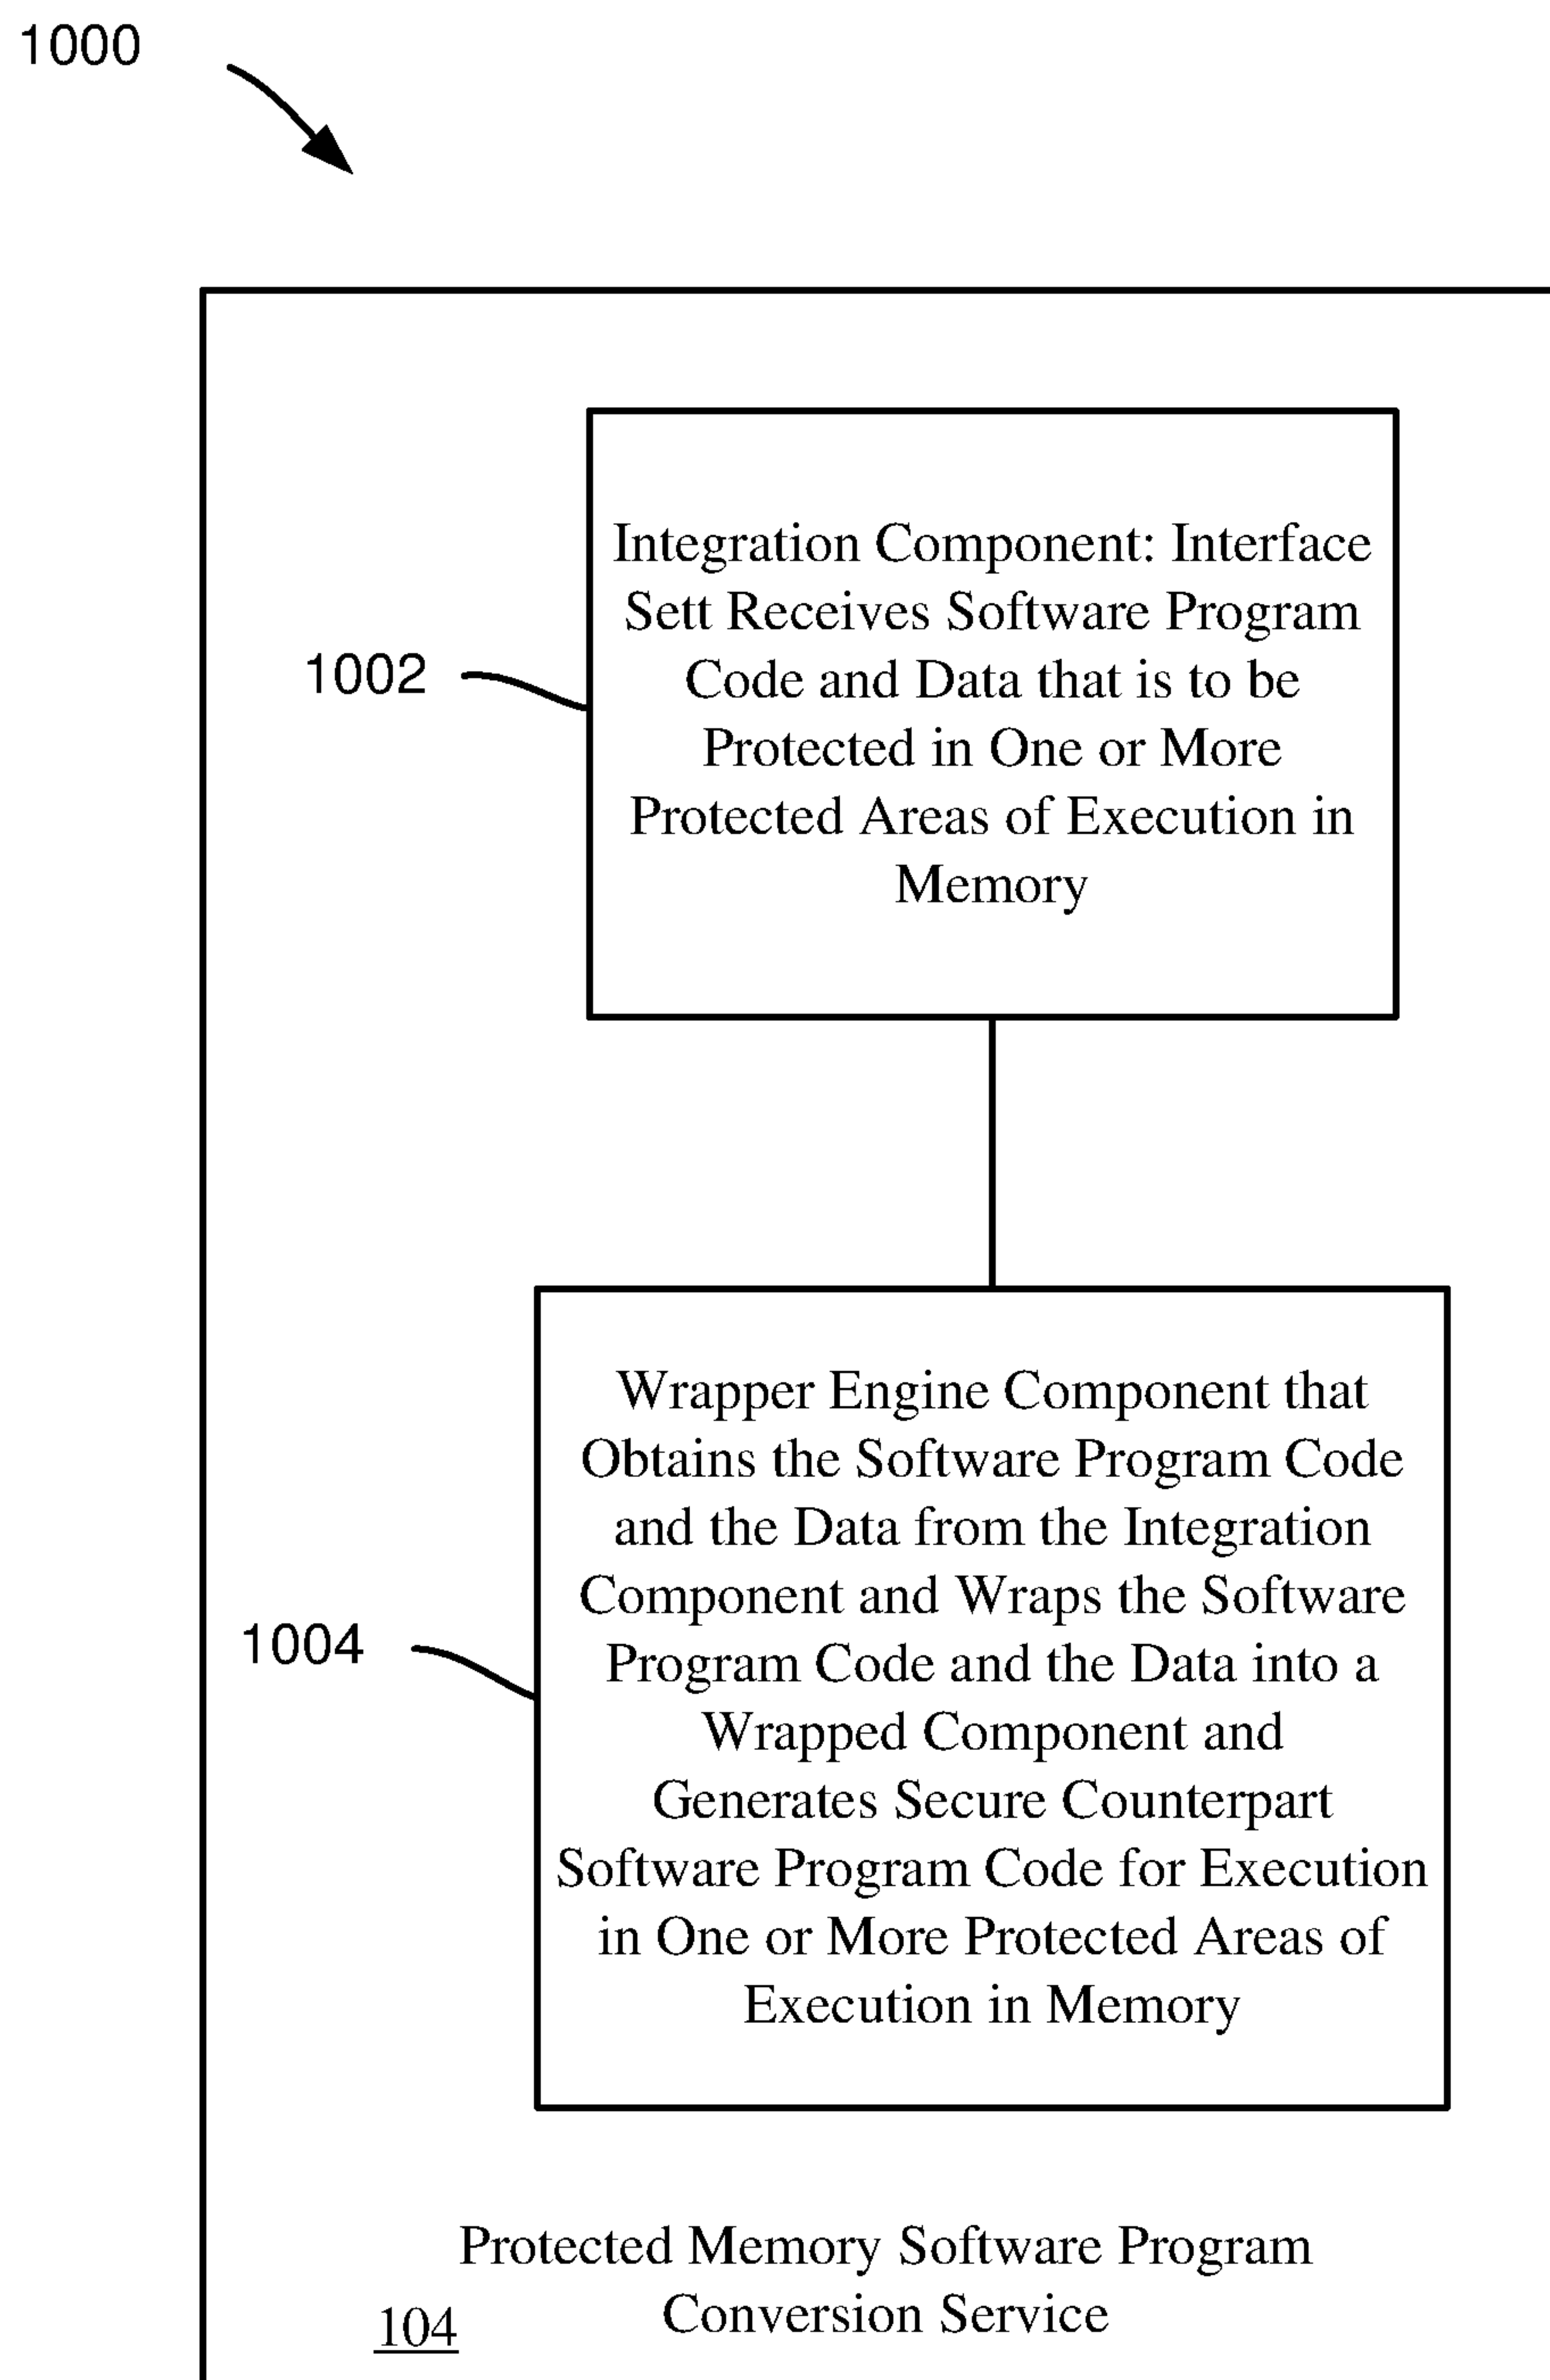 1000
Integration Component: Interface
Sett Receives Software Program
Code and Data that is to be
Protected in One or More
Protected Areas of Execution in
Memory
1002
Wrapper Engine Component that
Obtains the Software Program Code
and the Data from the Integration
Component and Wraps the Software
Program Code and the Data into a
Wrapped Component and
Generates Secure Counterpart
Software Program Code for Execution
in One or More Protected Areas of
Execution in Memory
1004
Protected Memory Software Program
Conversion Service
104